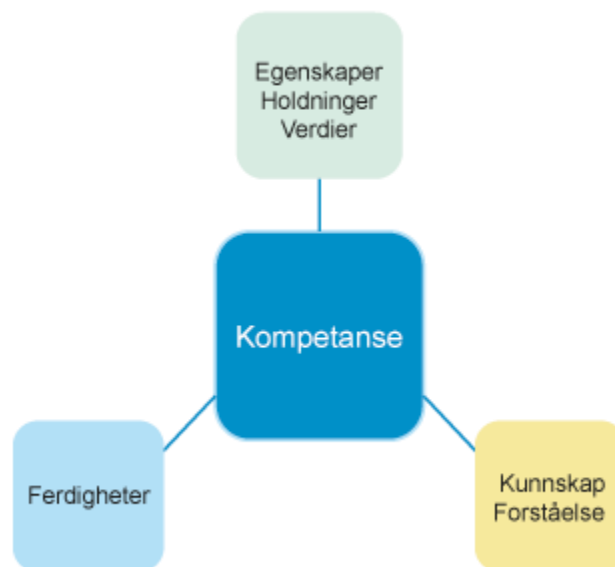 Egenskaper
Holdninger
Verdier
Kompetanse
Ferdigheter
Kunnskap
Forståelse